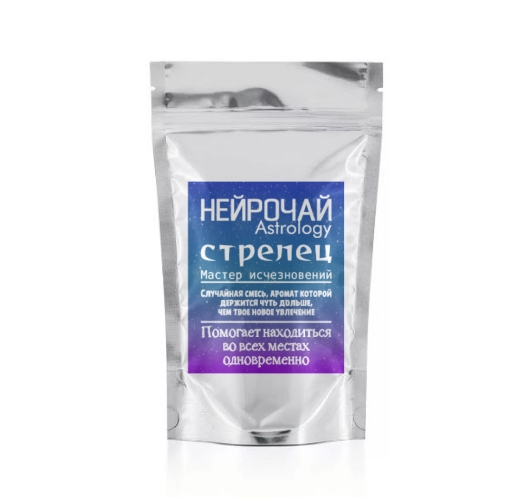 НЕЙРОЧАЙ
Astrology
стрелец
Мастер исчезновений
Случайная смесь, аромат которой
держится чуть дольше,
чем твое новое увлечение
Помогает находиться
во всех местах
одновременно